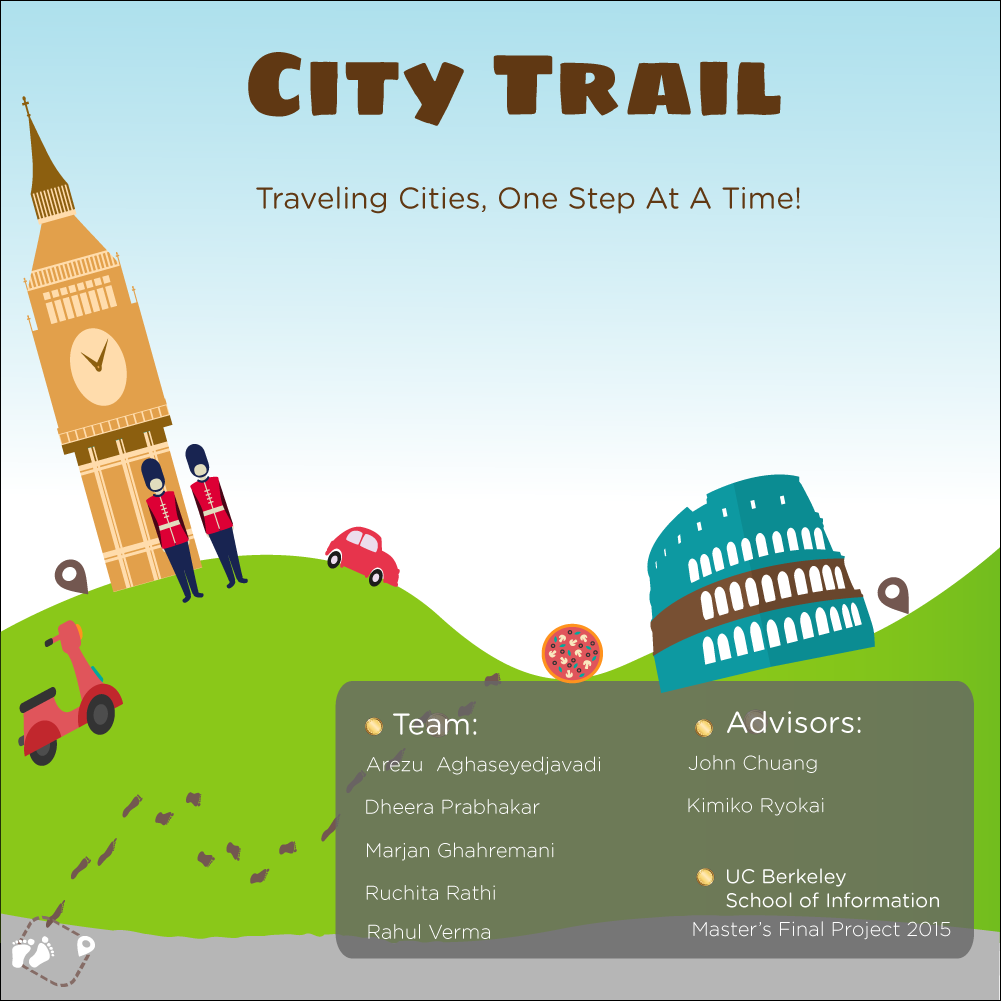 City Trail
Traveling Cities, One Step At A Time!
Team:
Arezu Aghaseyedjavadi
Dheera Prabhakar
Marjan Ghahremani
Ruchita Rathi
Rahul Verma
Advisors:
John Chuang
Kimiko Ryokai
UC Berkeley
School of Information
Master's Final Project 2015